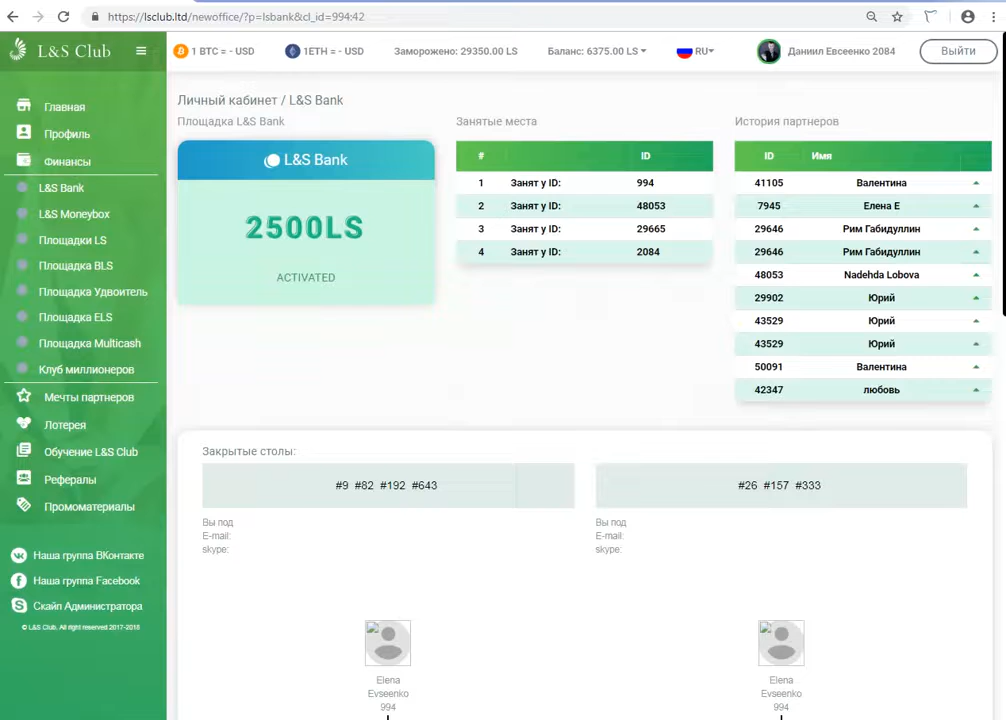 https://lsclub.ltd/newoffice/?p=lsbank&cl_id=994:42
L&S Club
1 BTC = - USD
1ETH = - USD
Заморожено: 29350.00 LS
Баланс: 6375.00 LS
RU
Даниил Евсеенко 2084
Выйти
Главная
Профиль
Финансы
L&S Bank
L&S Moneybox
Площадки LS
Площадка BLS
Площадка Удвоитель
Площадка ELS
Площадка Multicash
Клуб миллионеров
Мечты партнеров
Лотерея
Обучение L&S Club
Рефералы
Промоматериалы
Наша группа ВКонтакте
Наша группа Facebook
Скайп Администратора
© L&S Club. All right reserved 2017-2018
Личный кабинет / L&S Bank
Площадка L&S Bank
L&S Bank
2500LS
ACTIVATED
Занятые места
# ID
1 Занят у ID: 994
2 Занят у ID: 48053
3 Занят у ID: 29665
4 Занят у ID: 2084
История партнеров
ID Имя
41105 Валентина
7945 Елена Е
29646 Рим Габидуллин
29646 Рим Габидуллин
48053 Nadehda Lobova
29902 Юрий
43529 Юрий
43529 Юрий
50091 Валентина
42347 любовь
Закрытые столы:
#9 #82 #192 #643
Вы под
E-mail:
skype:
Elena
Evseenko
994
#26 #157 #333
Вы под
E-mail:
skype:
Elena
Evseenko
994